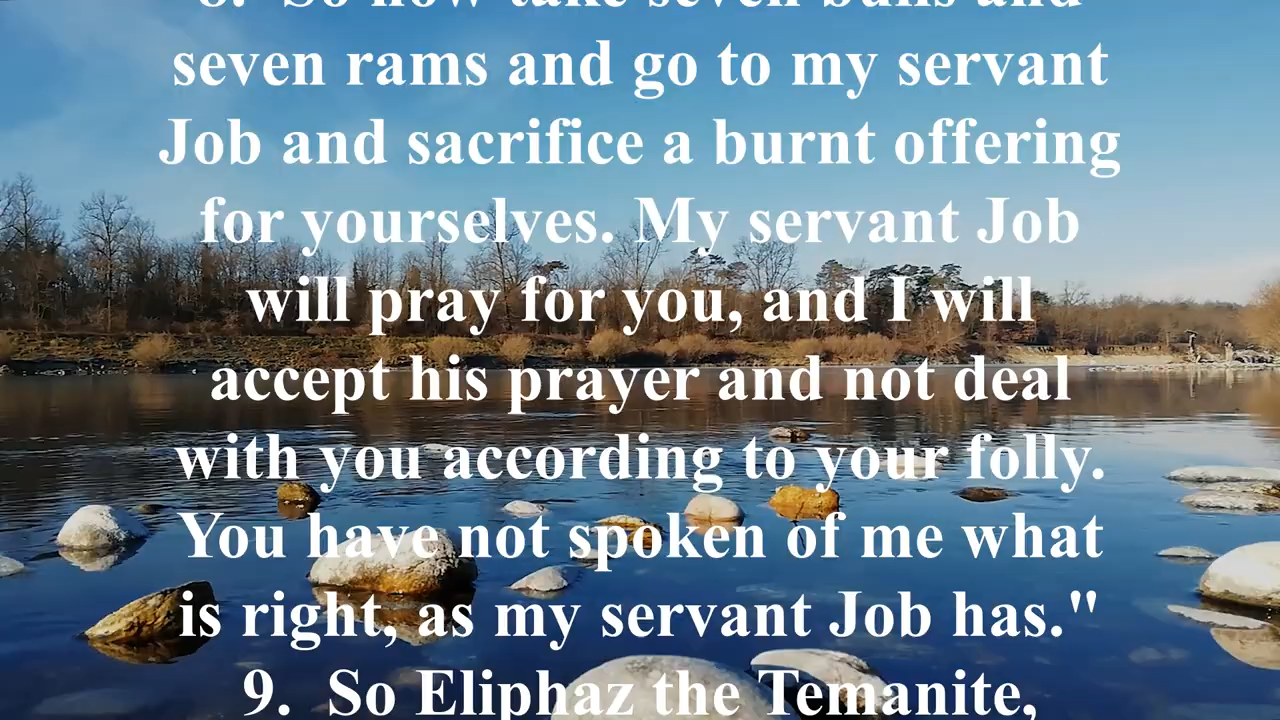 8. So now take seven bulls and
seven rams and go to my servant
Job and sacrifice a burnt offering
for yourselves. My servant Job
will pray for you, and I will
accept his prayer and not deal
with you according to your folly.
You have not spoken of me what
is right, as my servant Job has."
9. So Eliphaz the Temanite,